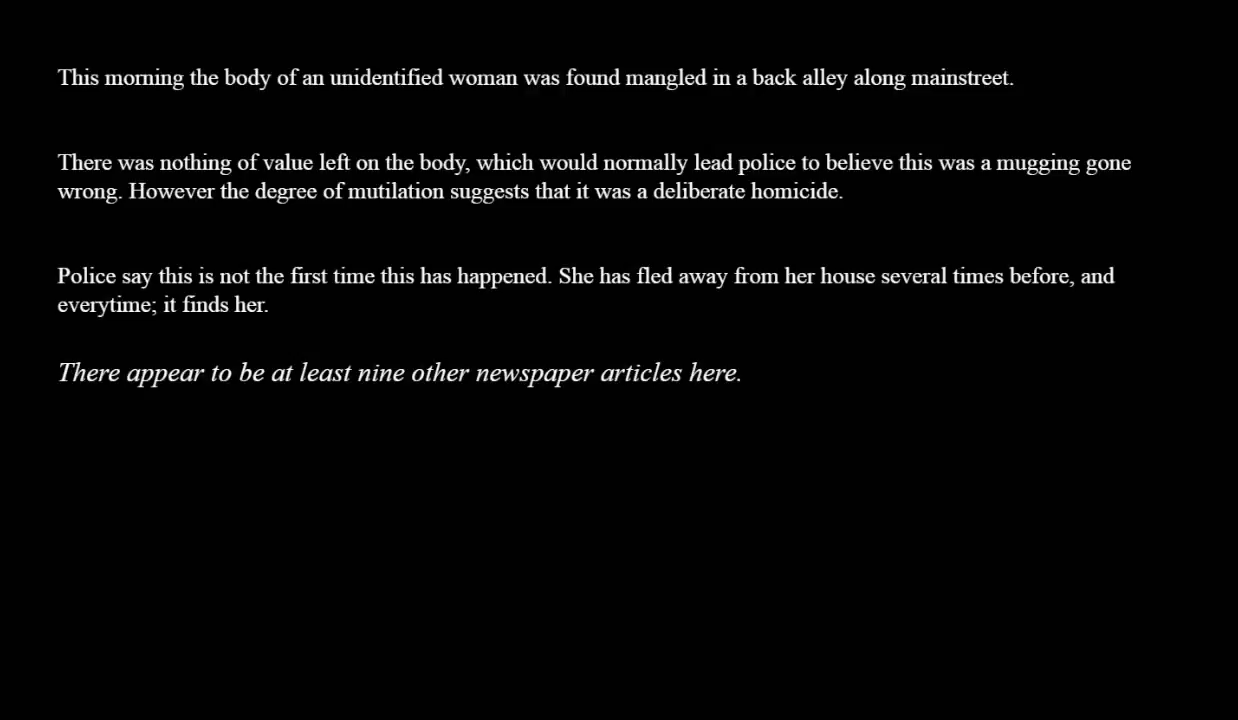 This morning the body of an unidentified woman was found mangled in a back alley along mainstreet.
There was nothing of value left on the body, which would normally lead police to believe this was a mugging gone
wrong. However the degree of mutilation suggests that it was a deliberate homicide.
Police say this is not the first time this has happened. She has fled away from her house several times before, and
everytime; it finds her.
There appear to be at least nine other newspaper articles here.